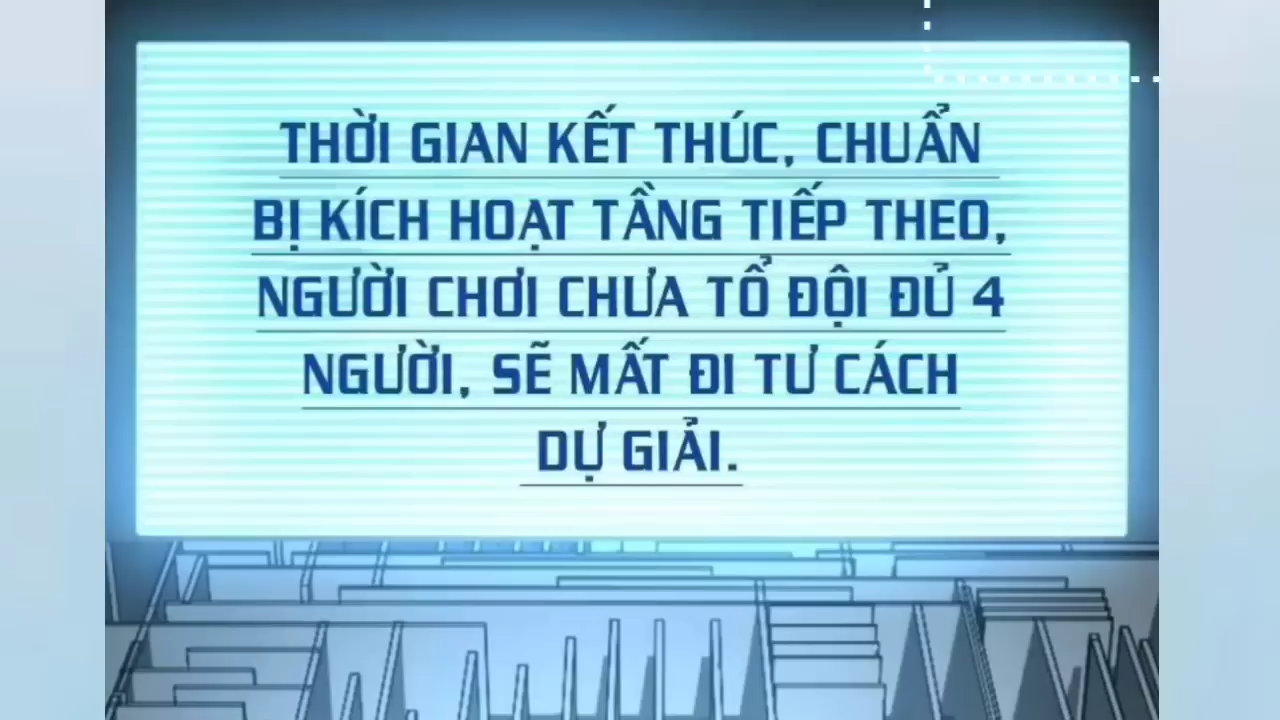 THỜI GIAN KẾT THÚC, CHUẨN
BỊ KÍCH HOẠT TẦNG TIẾP THEO,
NGƯỜI CHƠI CHƯA TỔ ĐỘI ĐỦ 4
NGƯỜI, SẼ MẤT ĐI TƯ CÁCH
DỰ GIẢI.